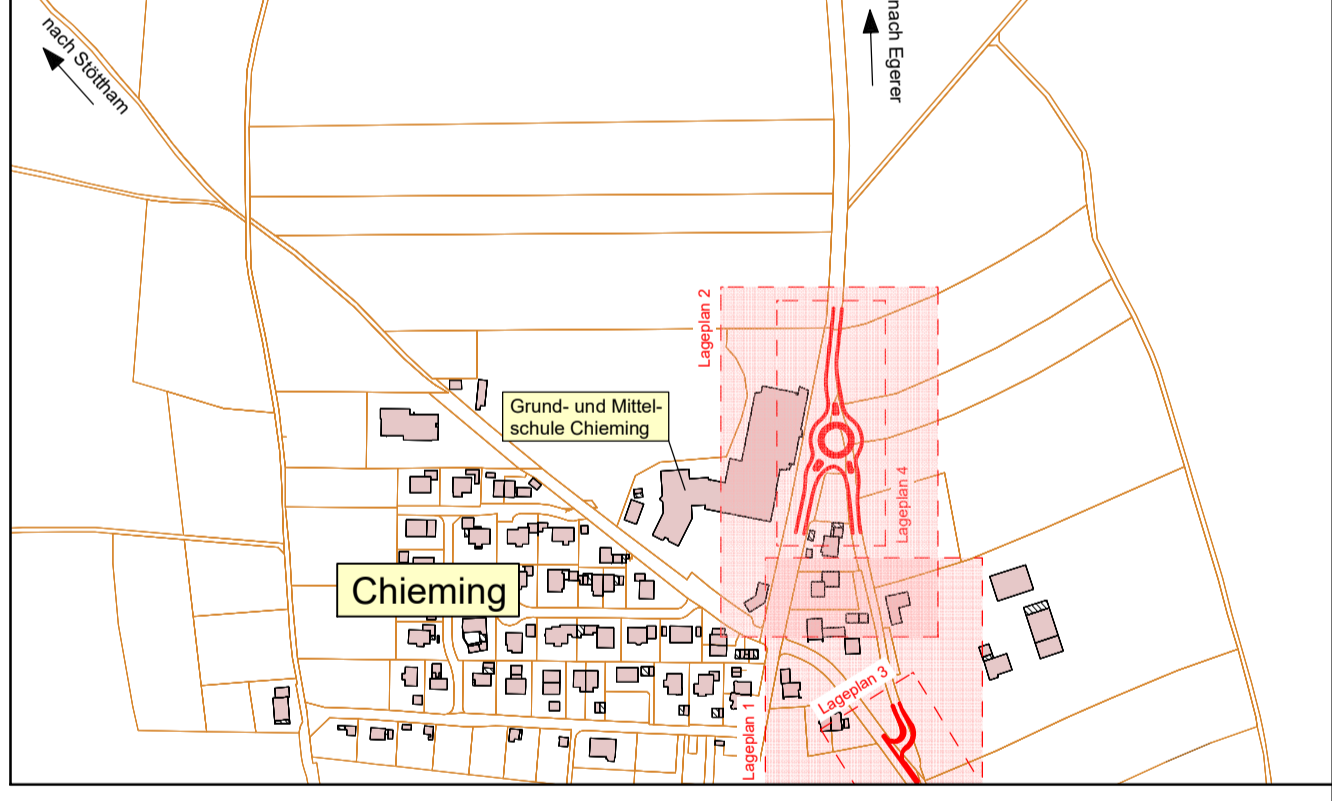 nach Stöttham
nach Egerer
Lageplan 2
Grund- und Mittel-
schule Chieming
Lageplan 4
Chieming
Lageplan 3
Lageplan 1